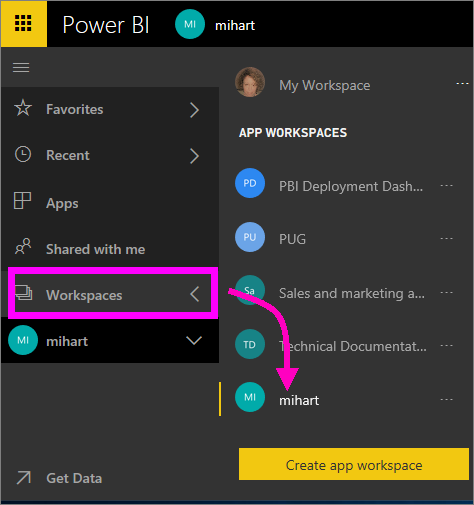 Power BI MI mihart
Favorites
Recent
Apps
Shared with me
Workspaces
MI mihart
Get Data
My Workspace ...
APP WORKSPACES
PD PBI Deployment Dash... ...
PU PUG ...
Sa Sales and marketing a... ...
TD Technical Documentat... ...
MI mihart ...
Create app workspace